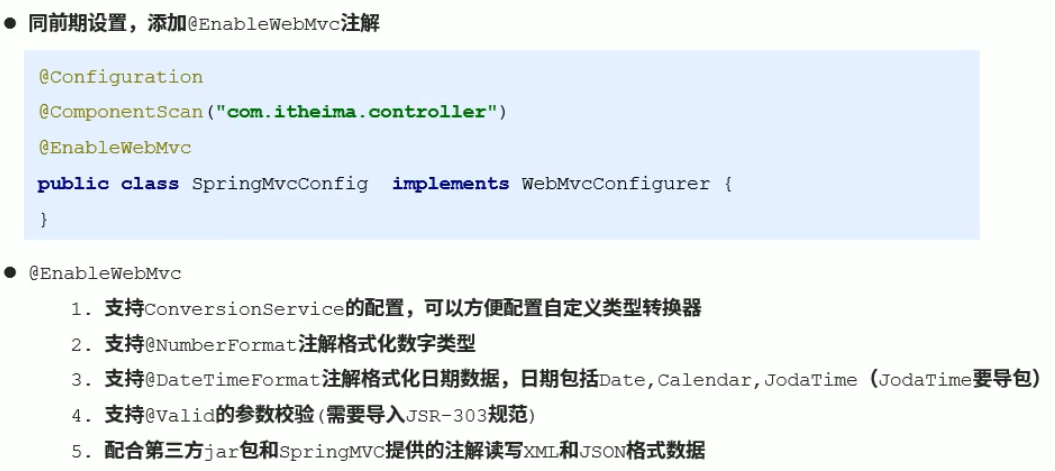 ● 同前期设置，添加@EnableWebMvc注解
@Configuration
@ComponentScan("com.itheima.controller")
@EnableWebMvc
public class SpringMvcConfig  implements WebMvcConfigurer {
}
● @EnableWebMvc
1. 支持ConversionService的配置，可以方便配置自定义类型转换器
2. 支持@NumberFormat注解格式化数字类型
3. 支持@DateTimeFormat注解格式化日期数据，日期包括Date,Calendar,JodaTime（JodaTime要导包）
4. 支持@Valid的参数校验(需要导入JSR-303规范)
5. 配合第三方jar包和SpringMVC提供的注解读写XML和JSON格式数据